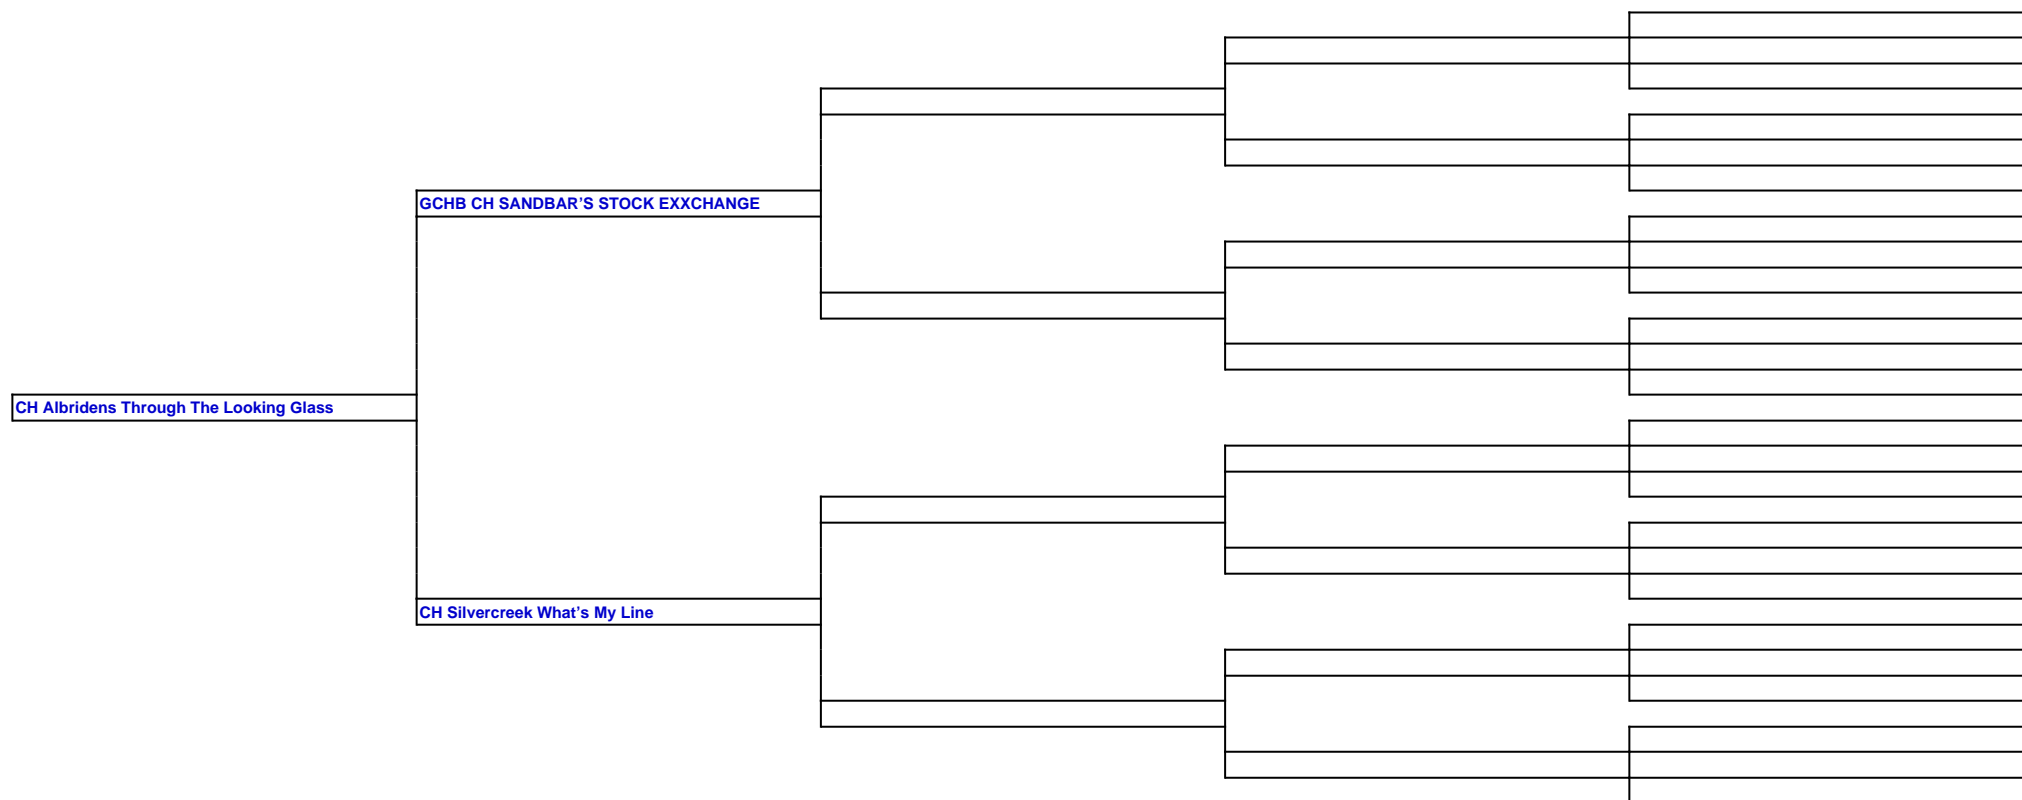 GCHB CH SANDBAR’S STOCK EXXCHANGE
CH Albridens Through The Looking Glass
CH Silvercreek What’s My Line